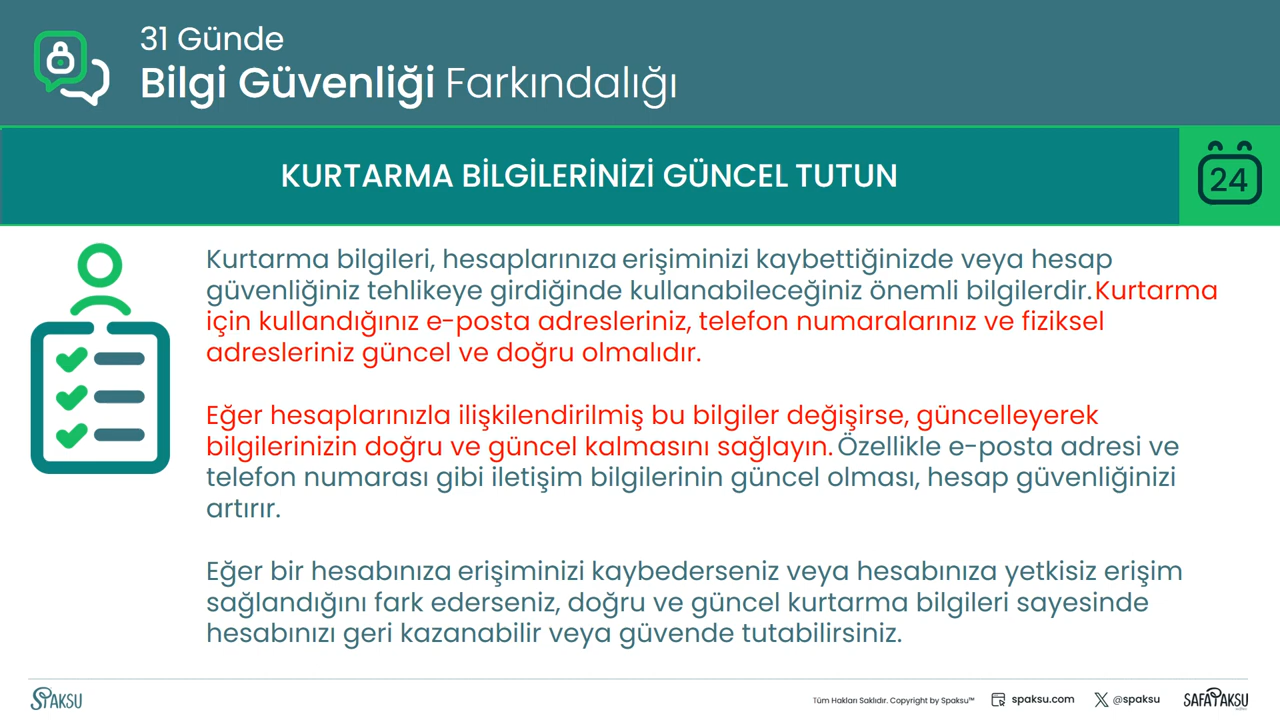 31 Günde
Bilgi Güvenliği Farkındalığı
KURTARMA BİLGİLERİNİZİ GÜNCEL TUTUN
24
Kurtarma bilgileri, hesaplarınıza erişiminizi kaybettiğinizde veya hesap
güvenliğiniz tehlikeye girdiğinde kullanabileceğiniz önemli bilgilerdir. Kurtarma
için kullandığınız e-posta adresleriniz, telefon numaralarınız ve fiziksel
adresleriniz güncel ve doğru olmalıdır.
Eğer hesaplarınızla ilişkilendirilmiş bu bilgiler değişirse, güncelleyerek
bilgilerinizin doğru ve güncel kalmasını sağlayın. Özellikle e-posta adresi ve
telefon numarası gibi iletişim bilgilerinin güncel olması, hesap güvenliğinizi
artırır.
Eğer bir hesabınıza erişiminizi kaybederseniz veya hesabınıza yetkisiz erişim
sağlandığını fark ederseniz, doğru ve güncel kurtarma bilgileri sayesinde
hesabınızı geri kazanabilir veya güvende tutabilirsiniz.
SPAKSU Tüm Hakları Saklıdır. Copyright by Spaksu™ spaksu.com @spaksu SAFAPAKSU